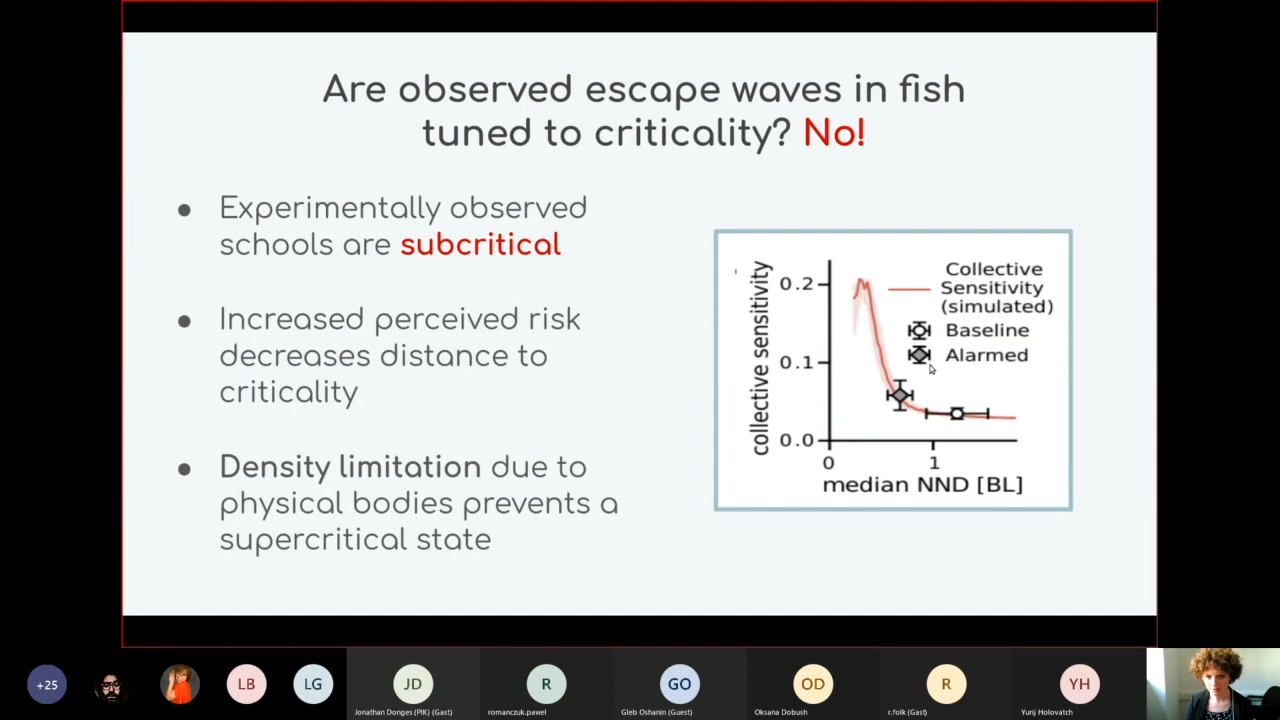 Are observed escape waves in fish
tuned to criticality? No!
● Experimentally observed
schools are subcritical
● Increased perceived risk
decreases distance to
criticality
● Density limitation due to
physical bodies prevents a
supercritical state
collective sensitivity
0.2
0.1
0.0
0
1
median NND [BL]
Collective
Sensitivity
(simulated)
Baseline
Alarmed
+25
LB
LG
JD
R
GO
OD
R
YH
Jonathan Donges (PIK) (Gast)
romanczuk.pawel
Gleb Oshanin (Guest)
Oksana Dobush
r.folk (Gast)
Yurij Holovatch